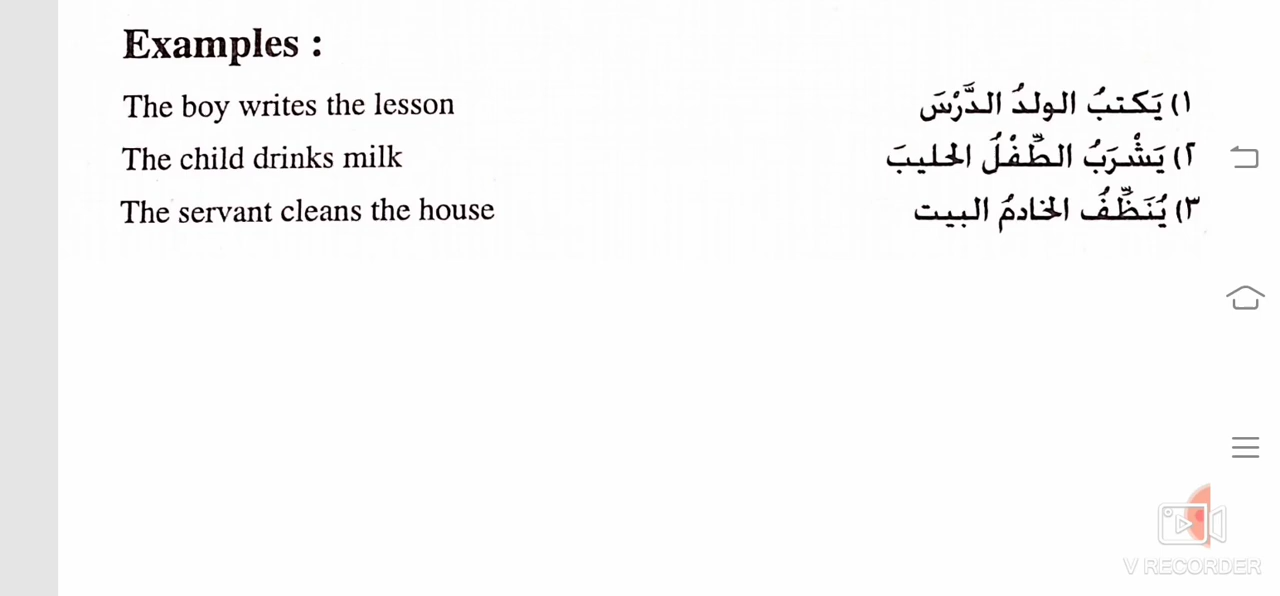 Examples :
The boy writes the lesson
١) يَكتبُ الولدُ الدَّرْسَ
The child drinks milk
٢) يَشْرَبُ الطِّفْلُ الحليبَ
The servant cleans the house
٣) يُنَظِّفُ الخادمُ البيت
V RECORDER